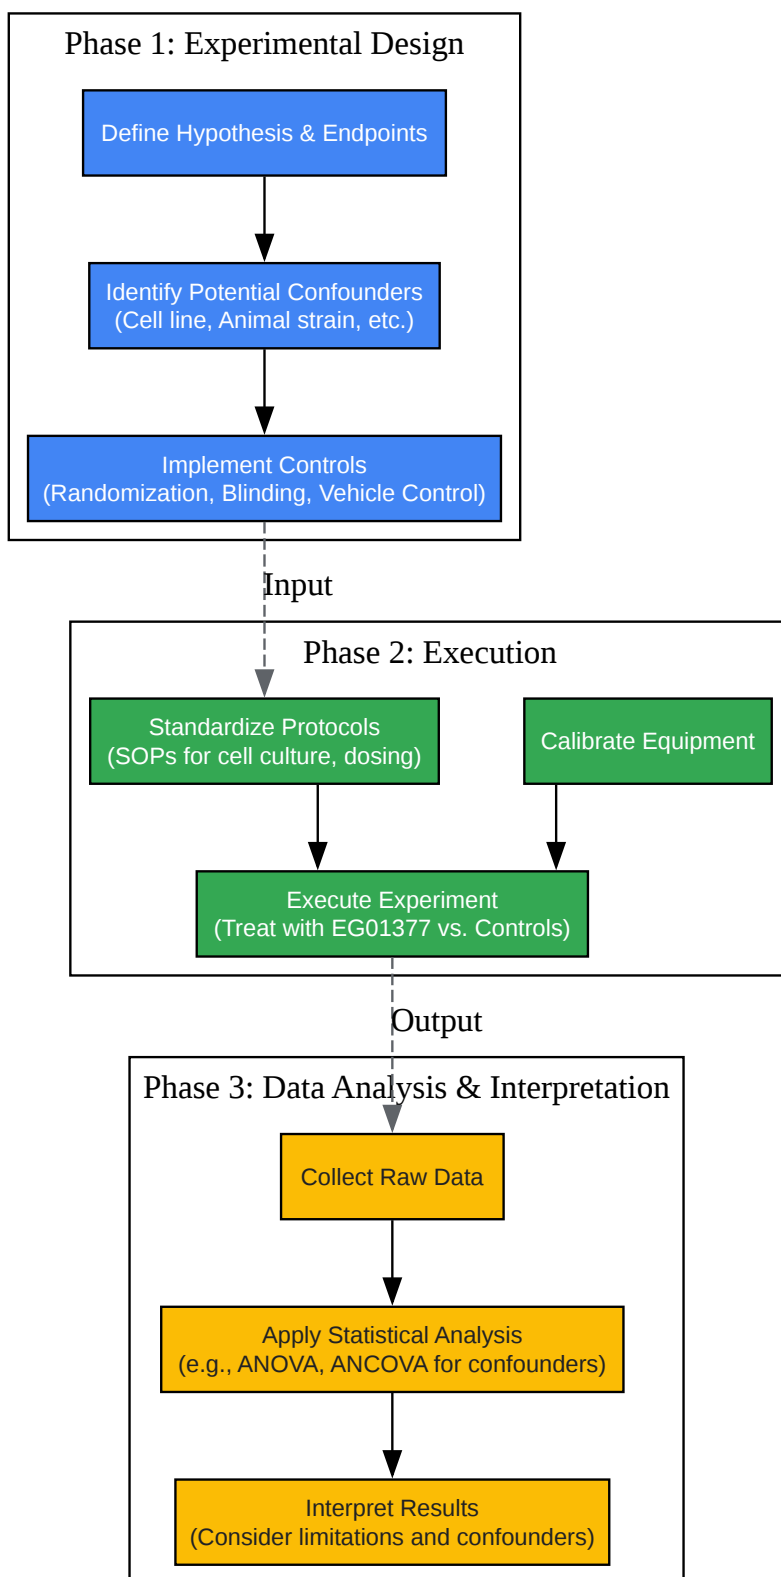 Phase 1: Experimental Design
Define Hypothesis & Endpoints
Identify Potential Confounders
(Cell line, Animal strain, etc.)
Implement Controls
(Randomization, Blinding, Vehicle Control)
Input
Phase 2: Execution
Standardize Protocols
(SOPs for cell culture, dosing)
Calibrate Equipment
Execute Experiment
(Treat with EG01377 vs. Controls)
Output
Phase 3: Data Analysis & Interpretation
Collect Raw Data
Apply Statistical Analysis
(e.g., ANOVA, ANCOVA for confounders)
Interpret Results
(Consider limitations and confounders)